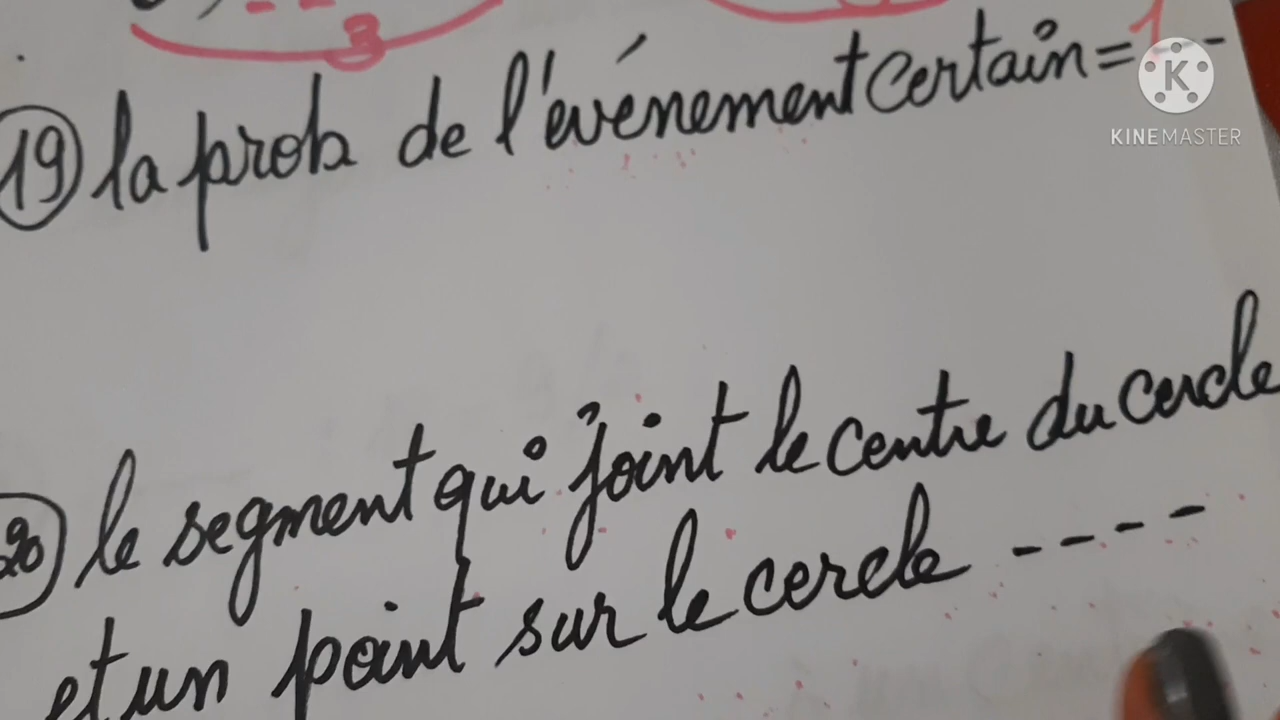 3
19 la prob de l'événement certain = 1 --
KINEMASTER
20 le segment qui joint le centre du cercle
et un point sur le cercle ----